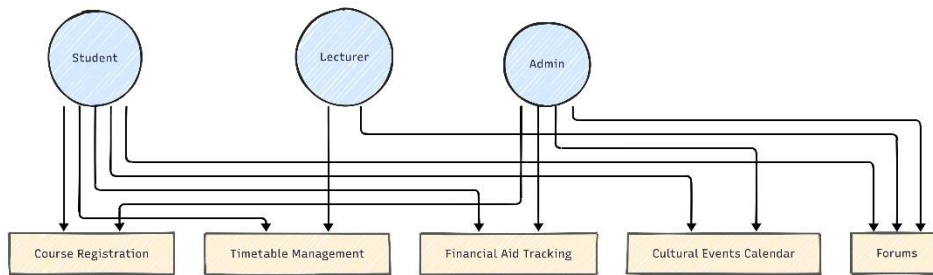 Student
Lecturer
Admin
Course Registration
Timetable Management
Financial Aid Tracking
Cultural Events Calendar
Forums